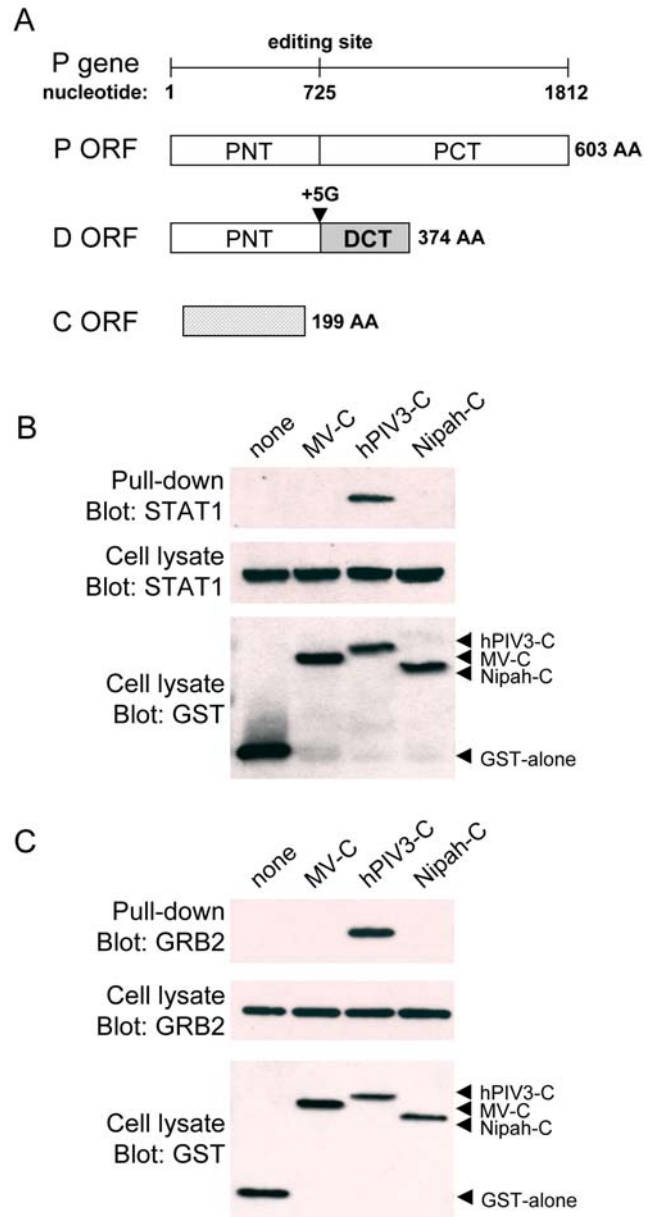 A
editing site
P gene
nucleotide: 1 725 1812
P ORF PNT PCT 603 AA
+5G
D ORF PNT DCT 374 AA
C ORF 199 AA
B
none MV-C hPIV3-C Nipah-C
Pull-down
Blot: STAT1
Cell lysate
Blot: STAT1
hPIV3-C
MV-C
Nipah-C
Cell lysate
Blot: GST
GST-alone
C
none MV-C hPIV3-C Nipah-C
Pull-down
Blot: GRB2
Cell lysate
Blot: GRB2
hPIV3-C
MV-C
Nipah-C
Cell lysate
Blot: GST
GST-alone